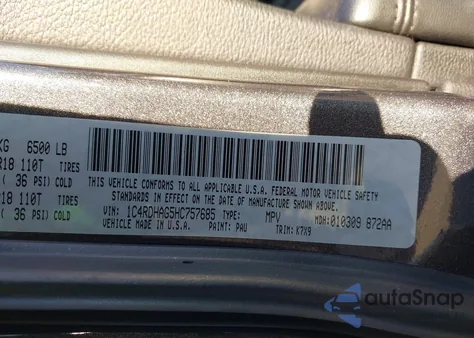 KG 6500 LB
R18 110T TIRES
( 36 PSI) COLD
R18 110T TIRES
( 36 PSI) COLD
THIS VEHICLE CONFORMS TO ALL APPLICABLE U.S.A. FEDERAL MOTOR VEHICLE SAFETY
STANDARDS IN EFFECT ON THE DATE OF MANUFACTURE SHOWN ABOVE.
VIN: 1C4RDHAG5HC757685 TYPE: MPV MDH: 010309 872AA
VEHICLE MADE IN U.S.A. PAINT: PAU TRIM: K7X9
autoSnap